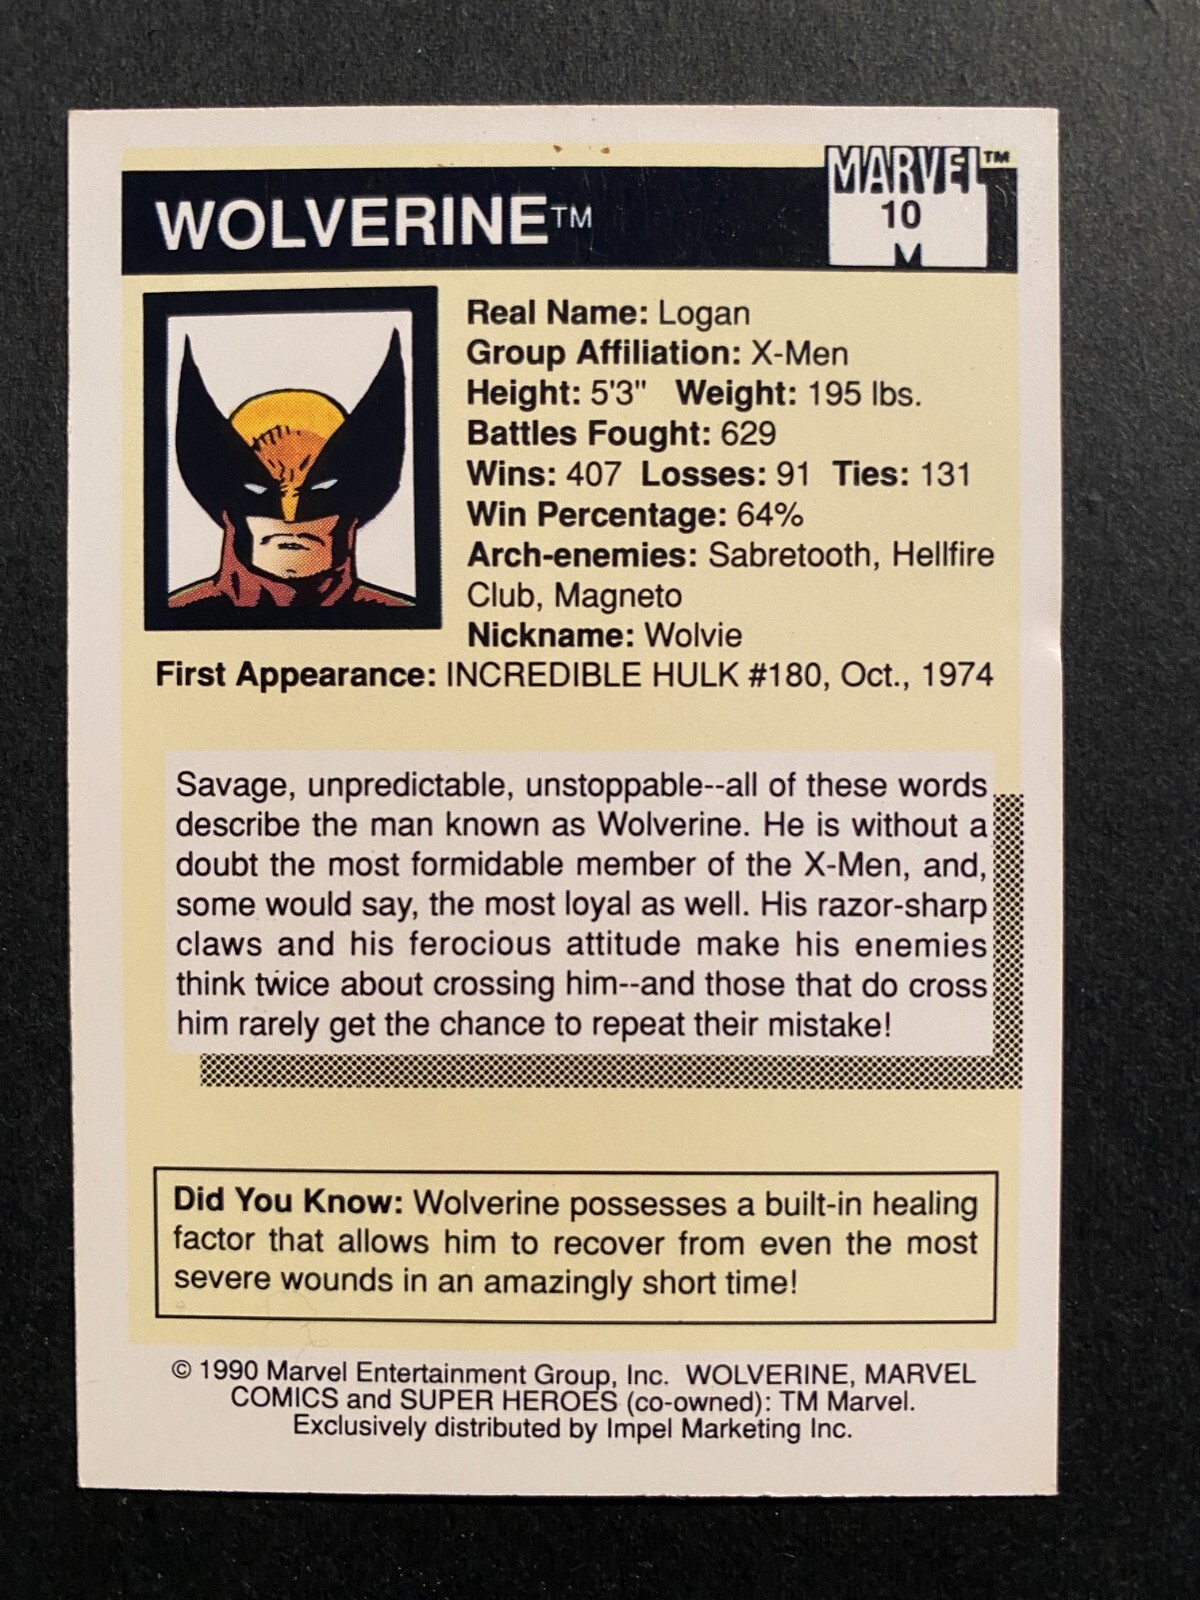 WOLVERINE™
MARVEL™
10
M
Real Name: Logan
Group Affiliation: X-Men
Height: 5'3" Weight: 195 lbs.
Battles Fought: 629
Wins: 407 Losses: 91 Ties: 131
Win Percentage: 64%
Arch-enemies: Sabretooth, Hellfire
Club, Magneto
Nickname: Wolvie
First Appearance: INCREDIBLE HULK #180, Oct., 1974
Savage, unpredictable, unstoppable--all of these words
describe the man known as Wolverine. He is without a
doubt the most formidable member of the X-Men, and,
some would say, the most loyal as well. His razor-sharp
claws and his ferocious attitude make his enemies
think twice about crossing him--and those that do cross
him rarely get the chance to repeat their mistake!
Did You Know: Wolverine possesses a built-in healing
factor that allows him to recover from even the most
severe wounds in an amazingly short time!
© 1990 Marvel Entertainment Group, Inc. WOLVERINE, MARVEL
COMICS and SUPER HEROES (co-owned): TM Marvel.
Exclusively distributed by Impel Marketing Inc.